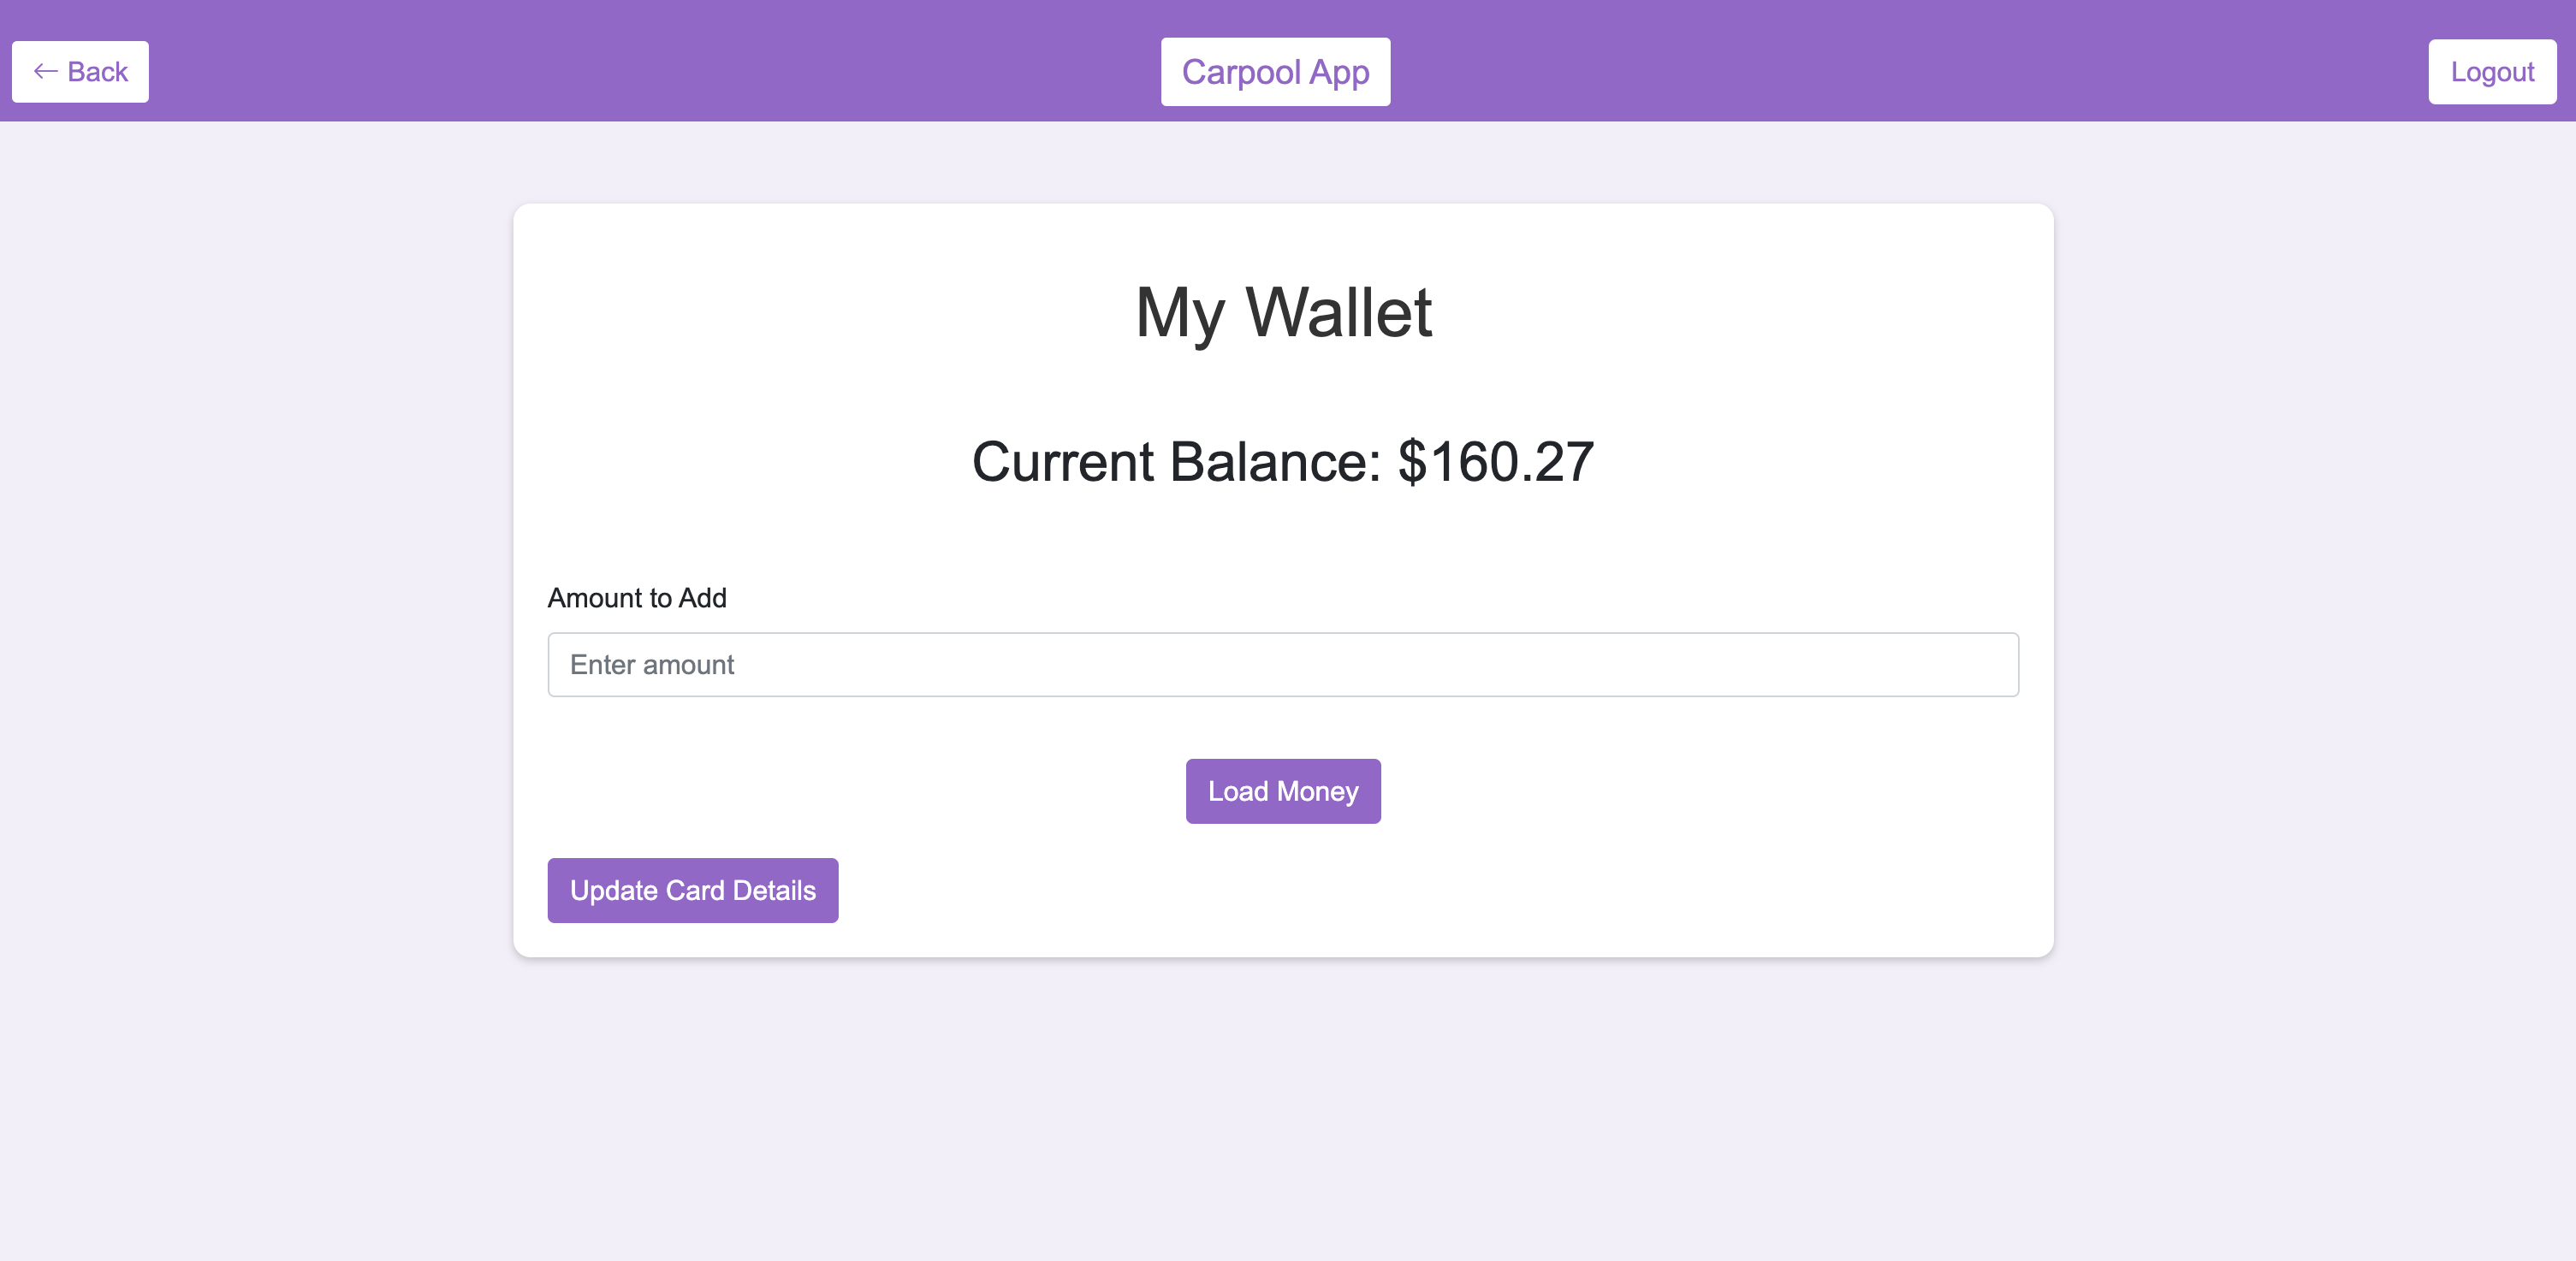 ← Back
Carpool App
Logout
My Wallet
Current Balance: $160.27
Amount to Add
Enter amount
Load Money
Update Card Details